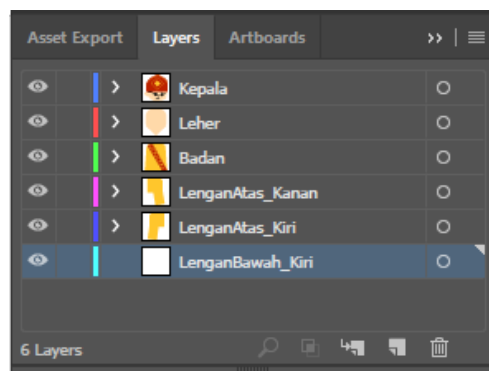 Asset Export Layers Artboards
Kepala
Leher
Badan
LenganAtas_Kanan
LenganAtas_Kiri
LenganBawah_Kiri
6 Layers